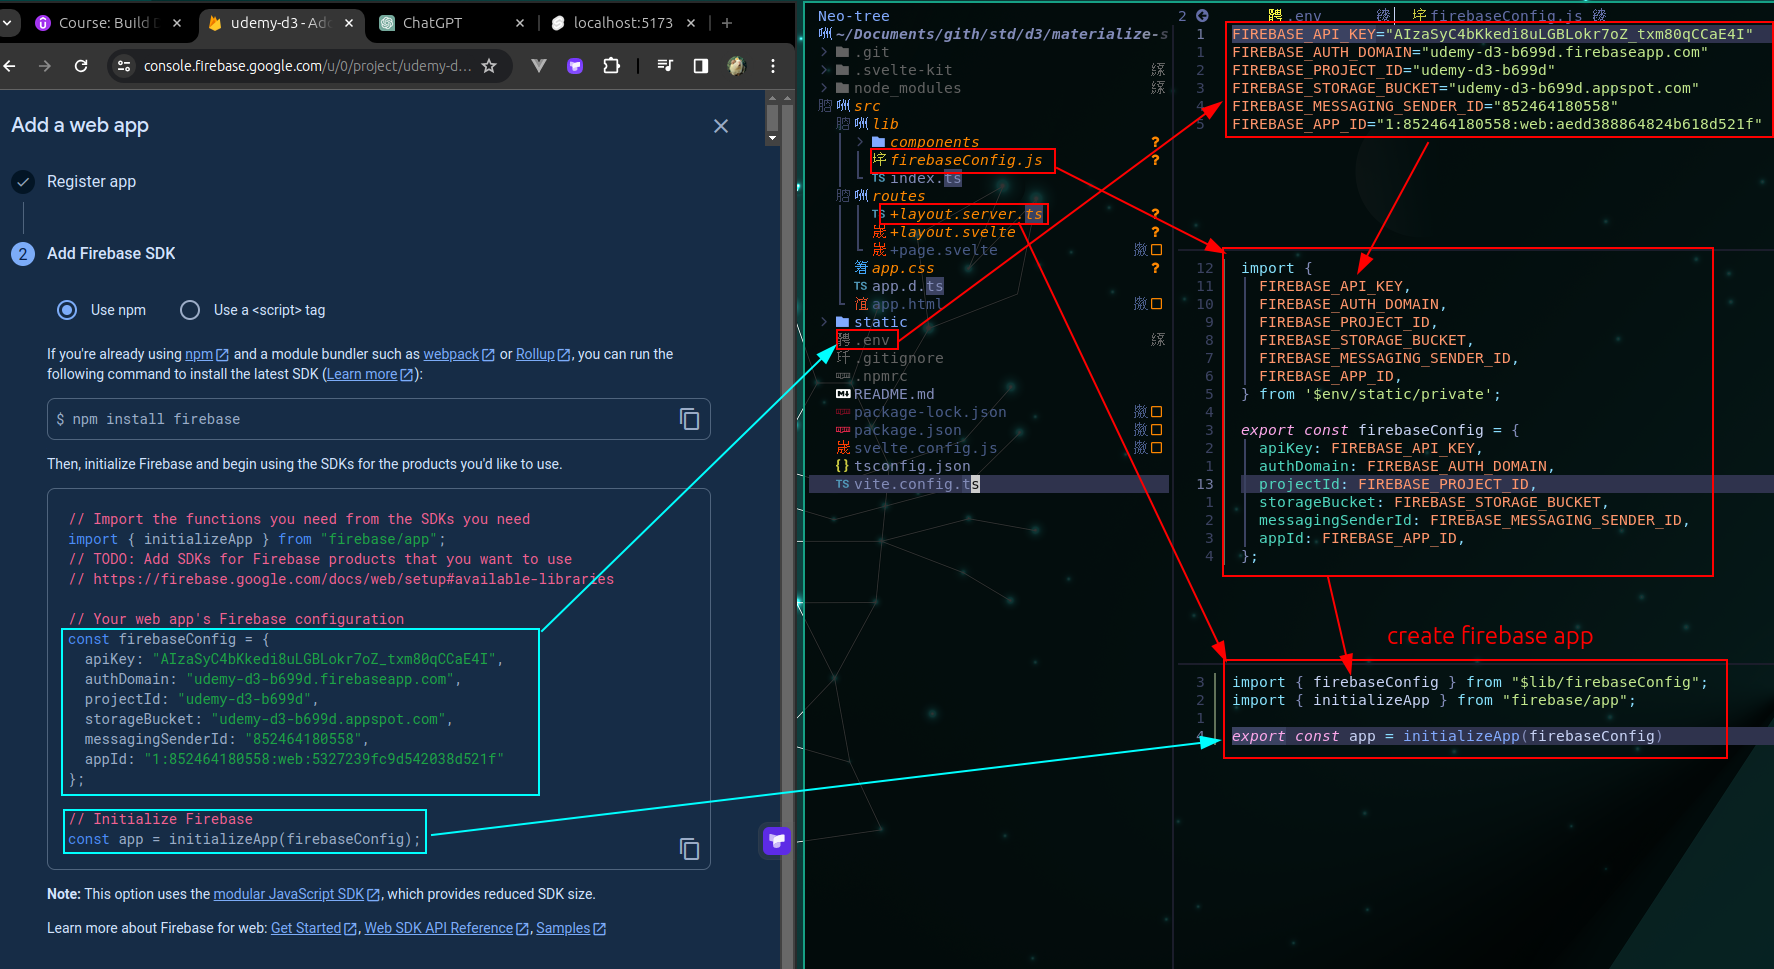 Course: Build D
udemy-d3 - Add
ChatGPT
localhost:5173
console.firebase.google.com/u/0/project/udemy-d...
Add a web app
Register app
2 Add Firebase SDK
Use npm
Use a <script> tag
If you're already using npm and a module bundler such as webpack or Rollup, you can run the
following command to install the latest SDK (Learn more):
$ npm install firebase
Then, initialize Firebase and begin using the SDKs for the products you'd like to use.
// Import the functions you need from the SDKs you need
import { initializeApp } from "firebase/app";
// TODO: Add SDKs for Firebase products that you want to use
// https://firebase.google.com/docs/web/setup#available-libraries
// Your web app's Firebase configuration
const firebaseConfig = {
apiKey: "AIzaSyC4bKkedi8uLGBLokr7oZ_txm80qCCaE4I",
authDomain: "udemy-d3-b699d.firebaseapp.com",
projectId: "udemy-d3-b699d",
storageBucket: "udemy-d3-b699d.appspot.com",
messagingSenderId: "852464180558",
appId: "1:852464180558:web:5327239fc9d542038d521f"
};
// Initialize Firebase
const app = initializeApp(firebaseConfig);
Note: This option uses the modular JavaScript SDK, which provides reduced SDK size.
Learn more about Firebase for web: Get Started, Web SDK API Reference, Samples
Neo-tree
~/Documents/gith/std/d3/materialize-s
.git
.svelte-kit
node_modules
src
lib
components ?
firebaseConfig.js ?
TS index.ts
routes
TS +layout.server.ts ?
+layout.svelte ?
+page.svelte
app.css ?
TS app.d.ts
app.html
static
.env
.gitignore
.npmrc
README.md
package-lock.json
package.json
svelte.config.js
{} tsconfig.json
TS vite.config.ts
2 .env firebaseConfig.js
1 FIREBASE_API_KEY="AIzaSyC4bKkedi8uLGBLokr7oZ_txm80qCCaE4I"
1 FIREBASE_AUTH_DOMAIN="udemy-d3-b699d.firebaseapp.com"
2 FIREBASE_PROJECT_ID="udemy-d3-b699d"
3 FIREBASE_STORAGE_BUCKET="udemy-d3-b699d.appspot.com"
4 FIREBASE_MESSAGING_SENDER_ID="852464180558"
5 FIREBASE_APP_ID="1:852464180558:web:aedd388864824b618d521f"
12 import {
11 FIREBASE_API_KEY,
10 FIREBASE_AUTH_DOMAIN,
9 FIREBASE_PROJECT_ID,
8 FIREBASE_STORAGE_BUCKET,
7 FIREBASE_MESSAGING_SENDER_ID,
6 FIREBASE_APP_ID,
5 } from '$env/static/private';
4
3 export const firebaseConfig = {
2 apiKey: FIREBASE_API_KEY,
1 authDomain: FIREBASE_AUTH_DOMAIN,
13 projectId: FIREBASE_PROJECT_ID,
1 storageBucket: FIREBASE_STORAGE_BUCKET,
2 messagingSenderId: FIREBASE_MESSAGING_SENDER_ID,
3 appId: FIREBASE_APP_ID,
4 };
create firebase app
3 import { firebaseConfig } from "$lib/firebaseConfig";
2 import { initializeApp } from "firebase/app";
1
4 export const app = initializeApp(firebaseConfig)